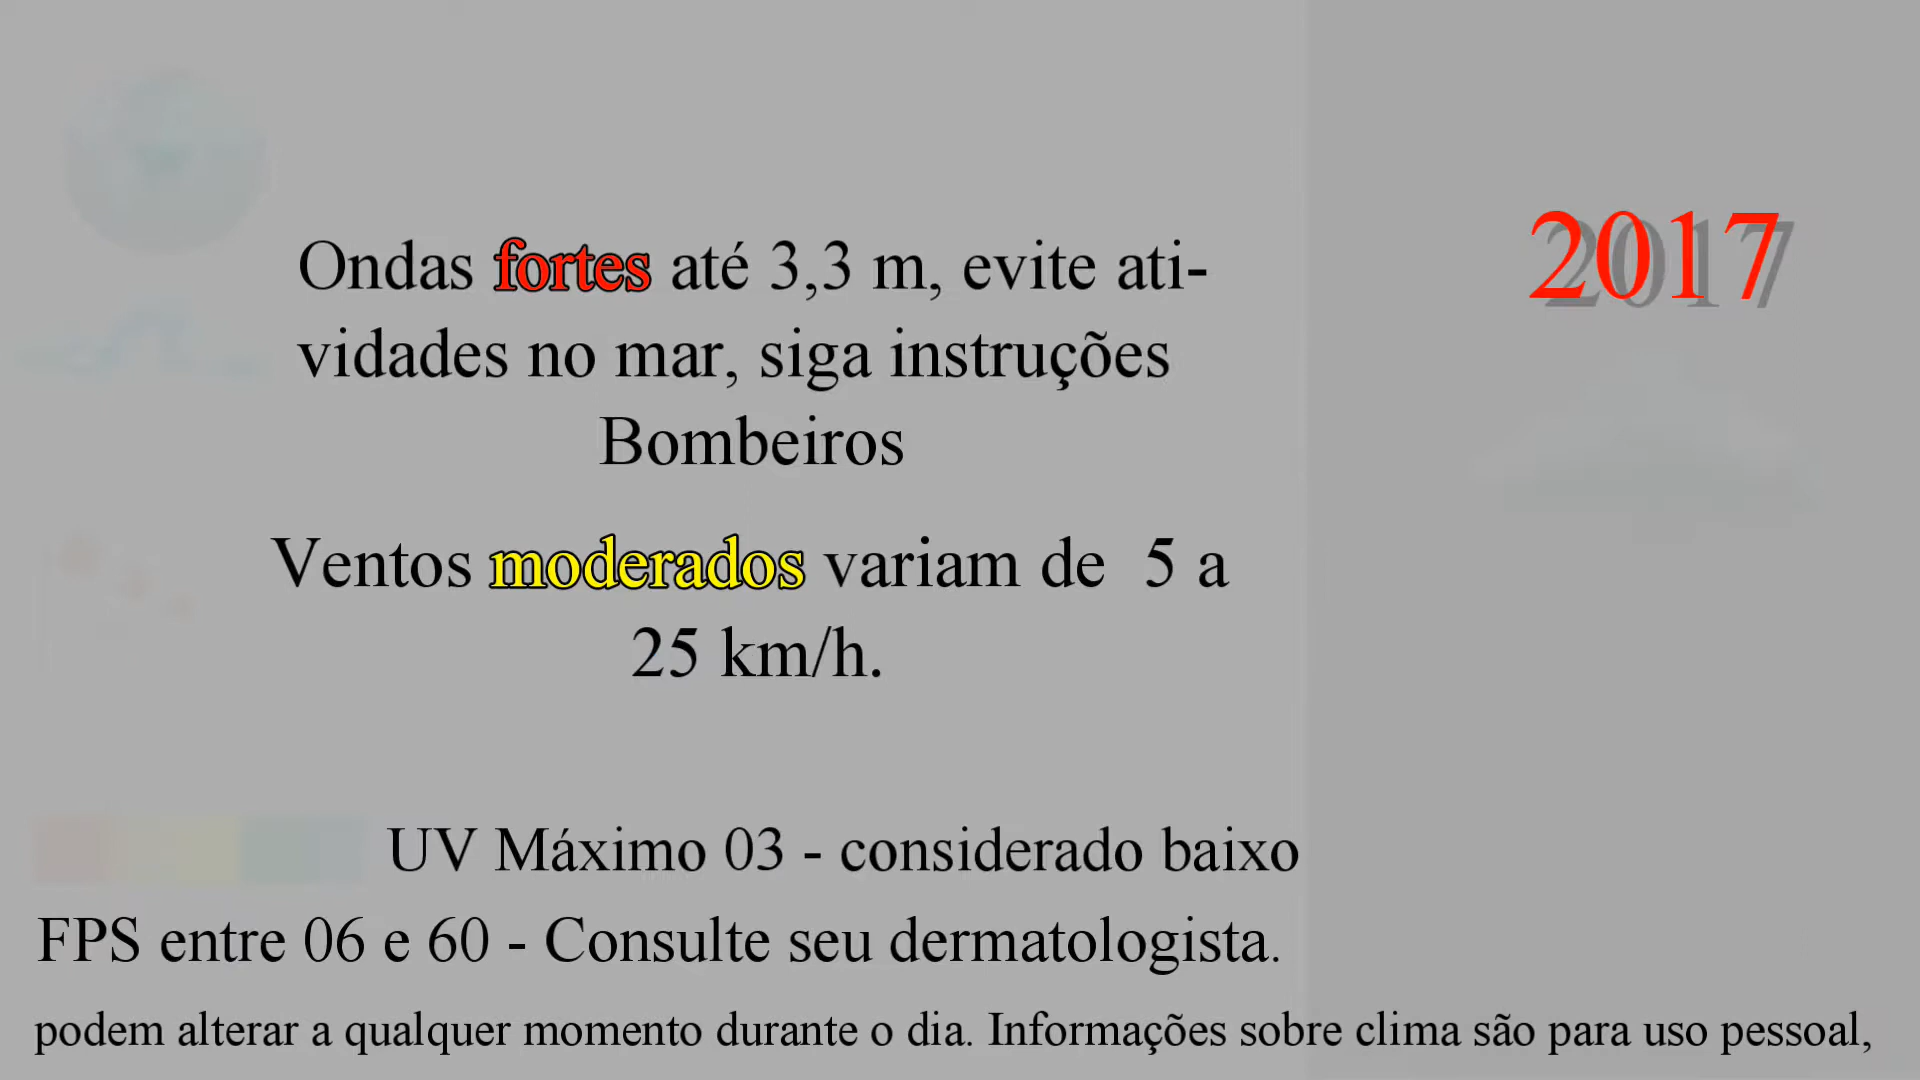 Ondas fortes até 3,3 m, evite ati-
vidades no mar, siga instruções
Bombeiros
Ventos moderados variam de  5 a
25 km/h.
UV Máximo 03 - considerado baixo
FPS entre 06 e 60 - Consulte seu dermatologista.
2017
podem alterar a qualquer momento durante o dia. Informações sobre clima são para uso pessoal,